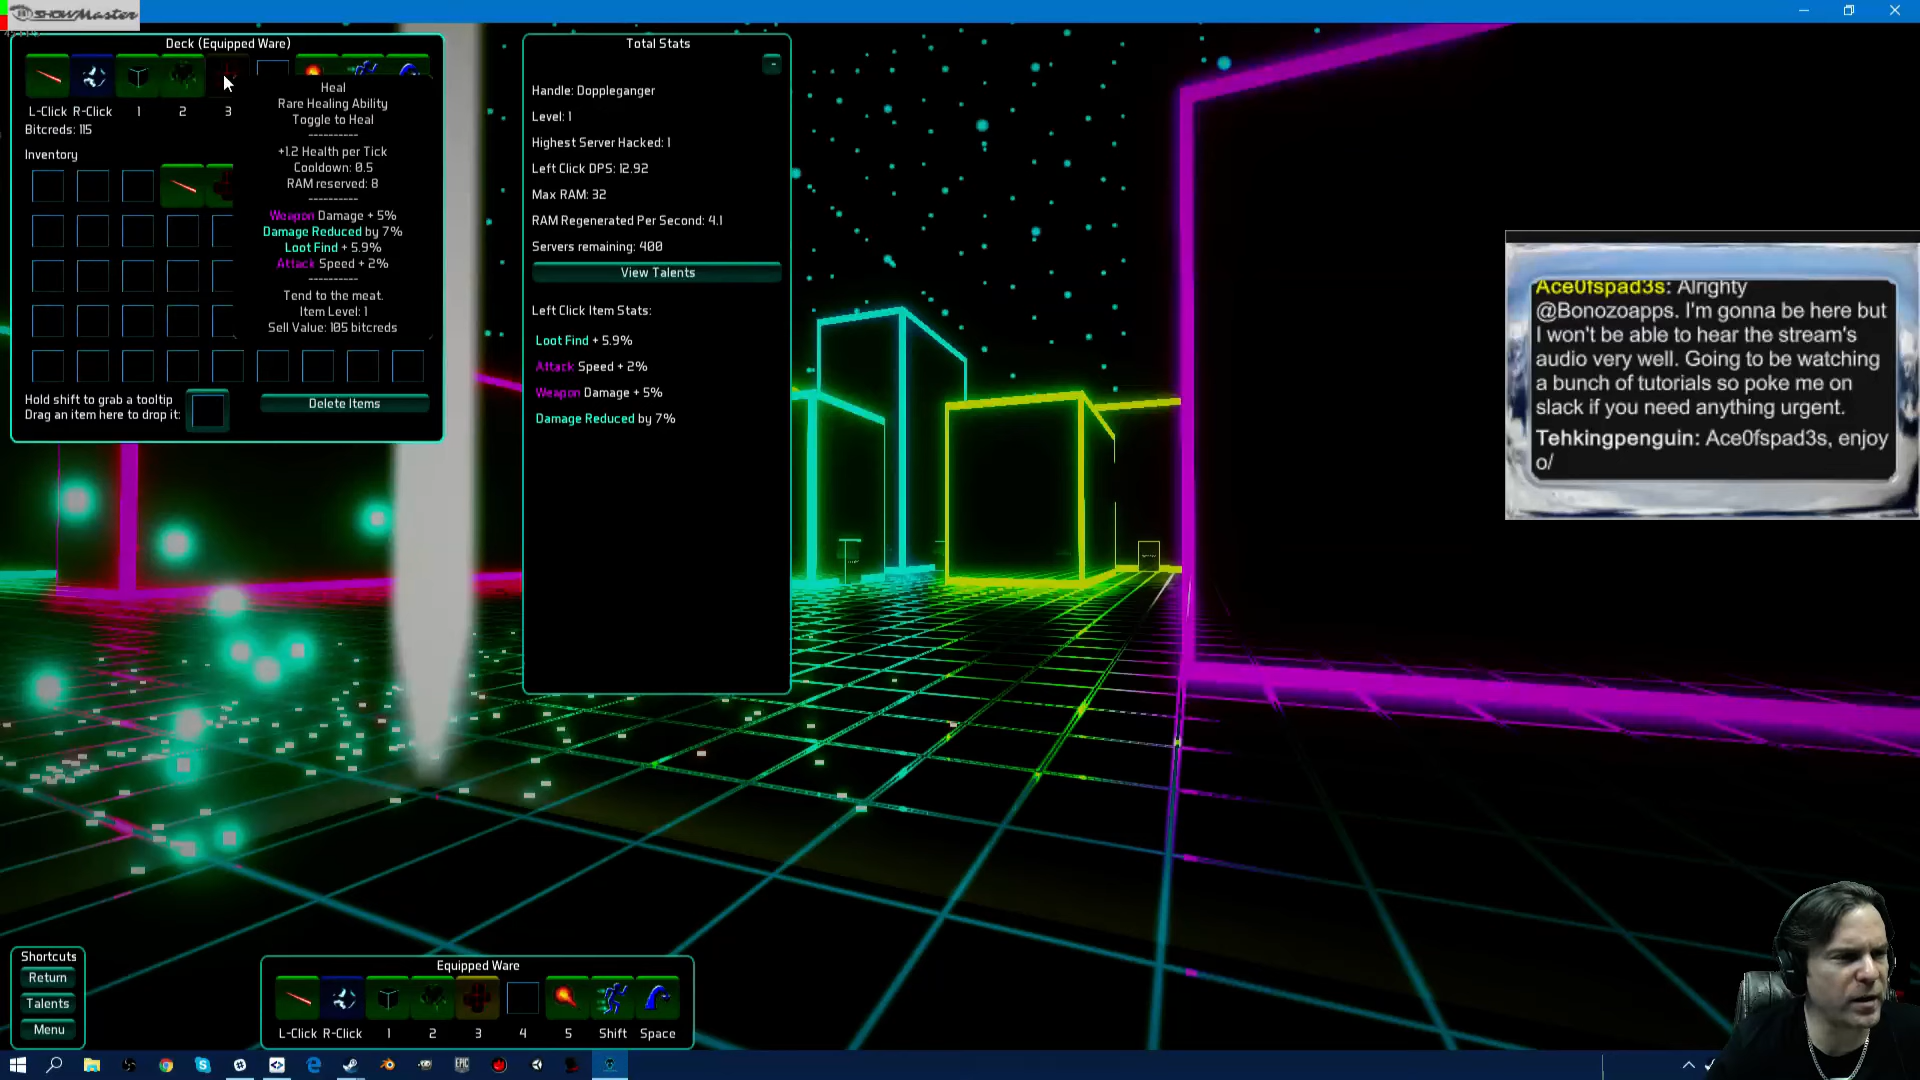 SHOWMaster
Deck (Equipped Ware)
L-Click R-Click 1 2 3
Bitcreds: 115
Inventory
Hold shift to grab a tooltip
Drag an item here to drop it:
Delete Items
Heal
Rare Healing Ability
Toggle to Heal
----------
+1.2 Health per Tick
Cooldown: 0.5
RAM reserved: 8
----------
Weapon Damage + 5%
Damage Reduced by 7%
Loot Find + 5.9%
Attack Speed + 2%
----------
Tend to the meat.
Item Level: 1
Sell Value: 105 bitcreds
Total Stats
-
Handle: Doppleganger
Level: 1
Highest Server Hacked: 1
Left Click DPS: 12.92
Max RAM: 32
RAM Regenerated Per Second: 4.1
Servers remaining: 400
View Talents
Left Click Item Stats:
Loot Find + 5.9%
Attack Speed + 2%
Weapon Damage + 5%
Damage Reduced by 7%
Ace0fspad3s: Alrighty
@Bonozoapps. I'm gonna be here but
I won't be able to hear the stream's
audio very well. Going to be watching
a bunch of tutorials so poke me on
slack if you need anything urgent.
Tehkingpenguin: Ace0fspad3s, enjoy
o/
Shortcuts
Return
Talents
Menu
Equipped Ware
L-Click R-Click 1 2 3 4 5 Shift Space
EPIC